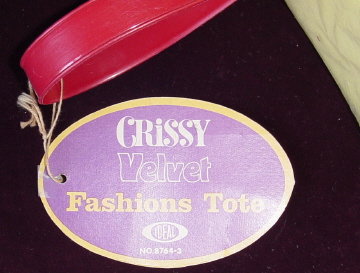 CRiSSY
Velvet
Fashions Tote
IDEAL
NO.8764-3